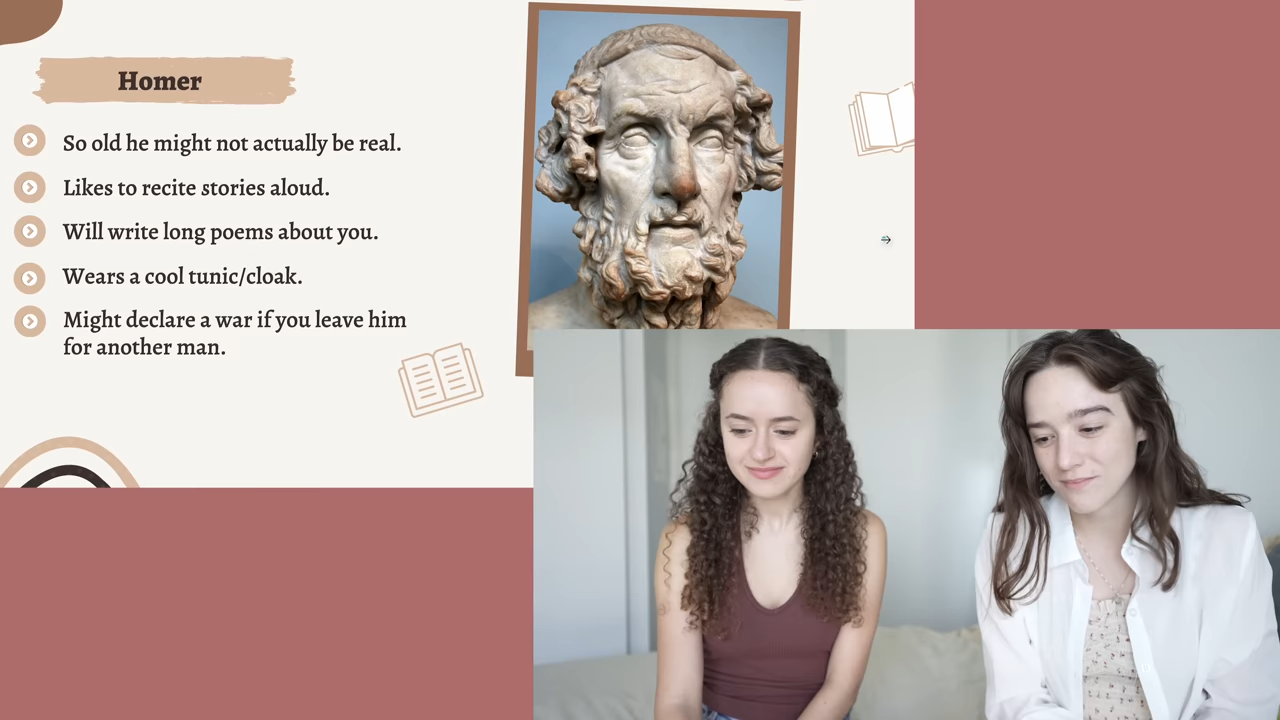 Homer
So old he might not actually be real.
Likes to recite stories aloud.
Will write long poems about you.
Wears a cool tunic/cloak.
Might declare a war if you leave him
for another man.